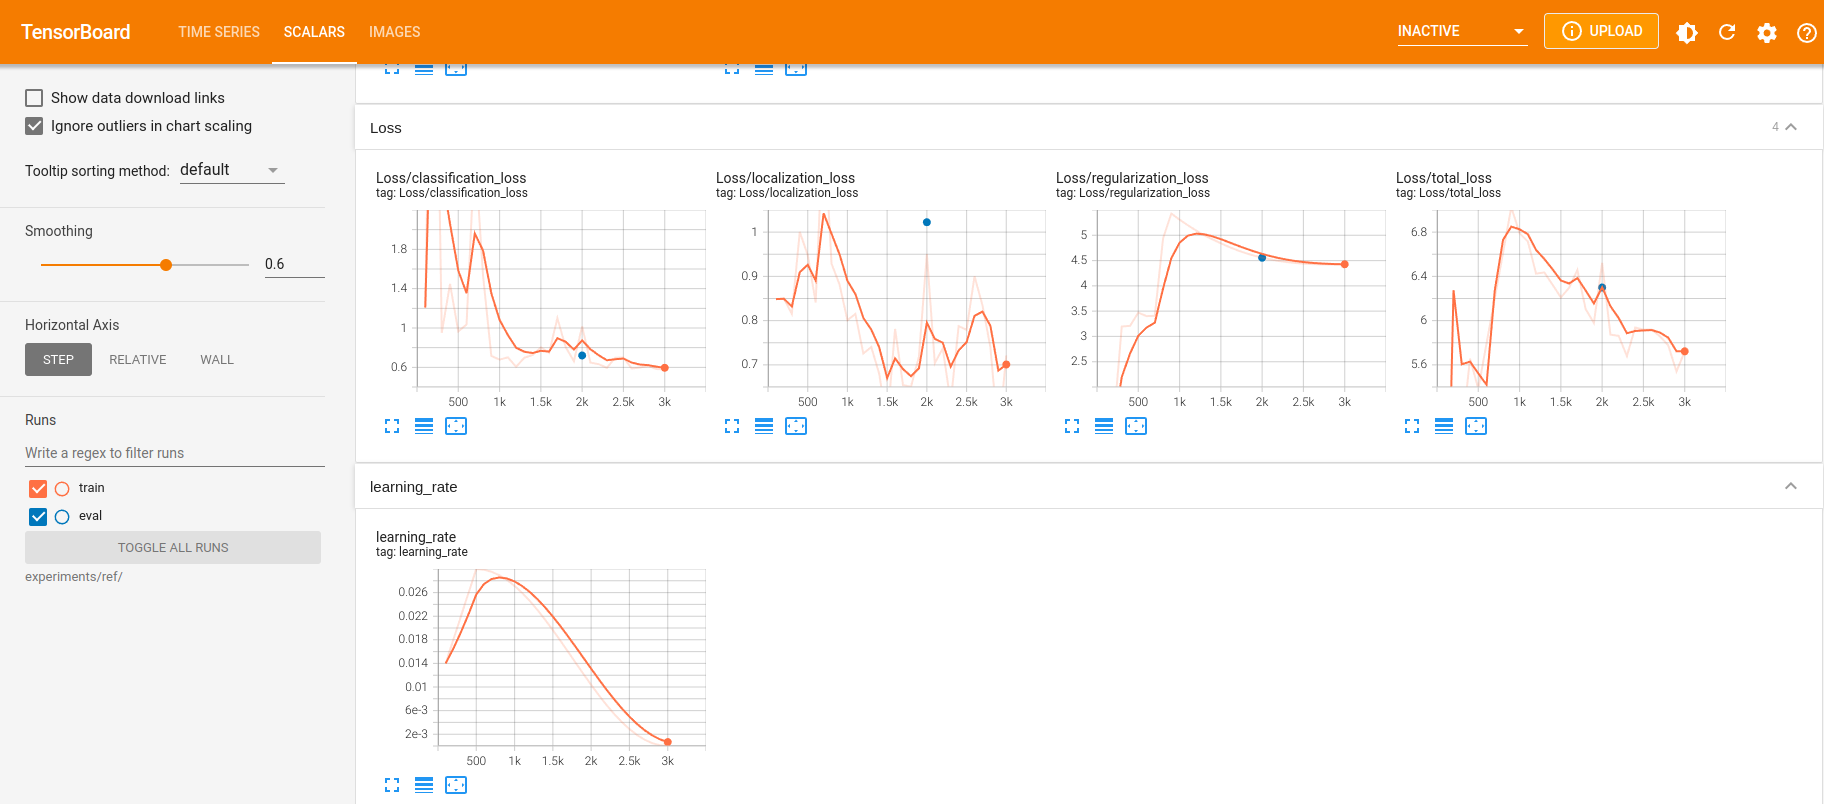 TensorBoard
TIME SERIES
SCALARS
IMAGES
INACTIVE
UPLOAD
Show data download links
Ignore outliers in chart scaling
Tooltip sorting method: default
Smoothing
0.6
Horizontal Axis
STEP
RELATIVE
WALL
Runs
Write a regex to filter runs
train
eval
TOGGLE ALL RUNS
experiments/ref/
Loss
4
Loss/classification_loss
tag: Loss/classification_loss
1.8
1.4
1
0.6
500 1k 1.5k 2k 2.5k 3k
Loss/localization_loss
tag: Loss/localization_loss
1
0.9
0.8
0.7
500 1k 1.5k 2k 2.5k 3k
Loss/regularization_loss
tag: Loss/regularization_loss
5
4.5
4
3.5
3
2.5
500 1k 1.5k 2k 2.5k 3k
Loss/total_loss
tag: Loss/total_loss
6.8
6.4
6
5.6
500 1k 1.5k 2k 2.5k 3k
learning_rate
learning_rate
tag: learning_rate
0.026
0.022
0.018
0.014
0.01
6e-3
2e-3
500 1k 1.5k 2k 2.5k 3k